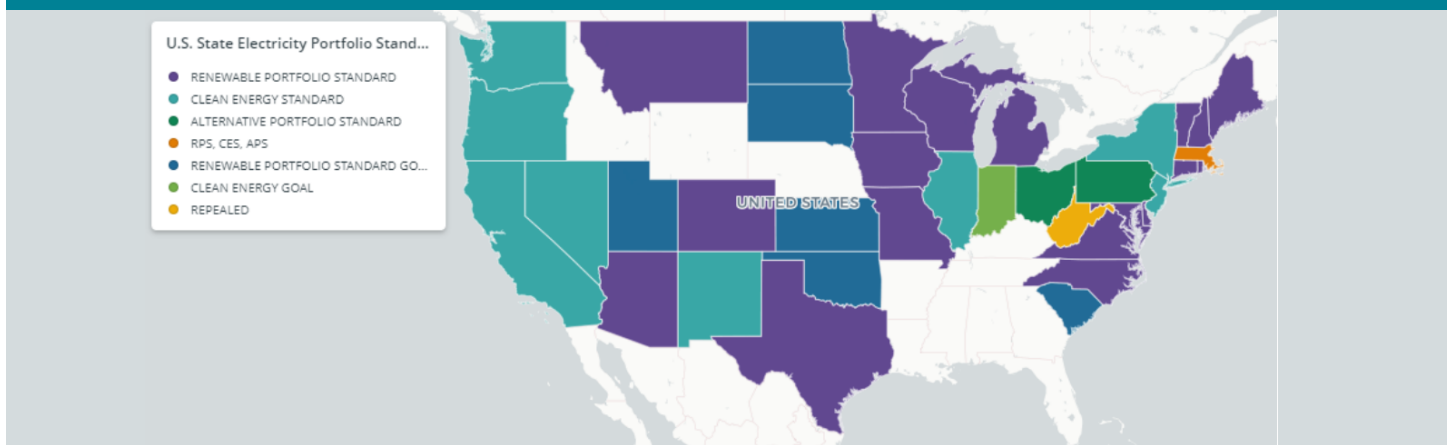 U.S. State Electricity Portfolio Stand...
RENEWABLE PORTFOLIO STANDARD
CLEAN ENERGY STANDARD
ALTERNATIVE PORTFOLIO STANDARD
RPS, CES, APS
RENEWABLE PORTFOLIO STANDARD GO...
CLEAN ENERGY GOAL
REPEALED
UNITED STATES